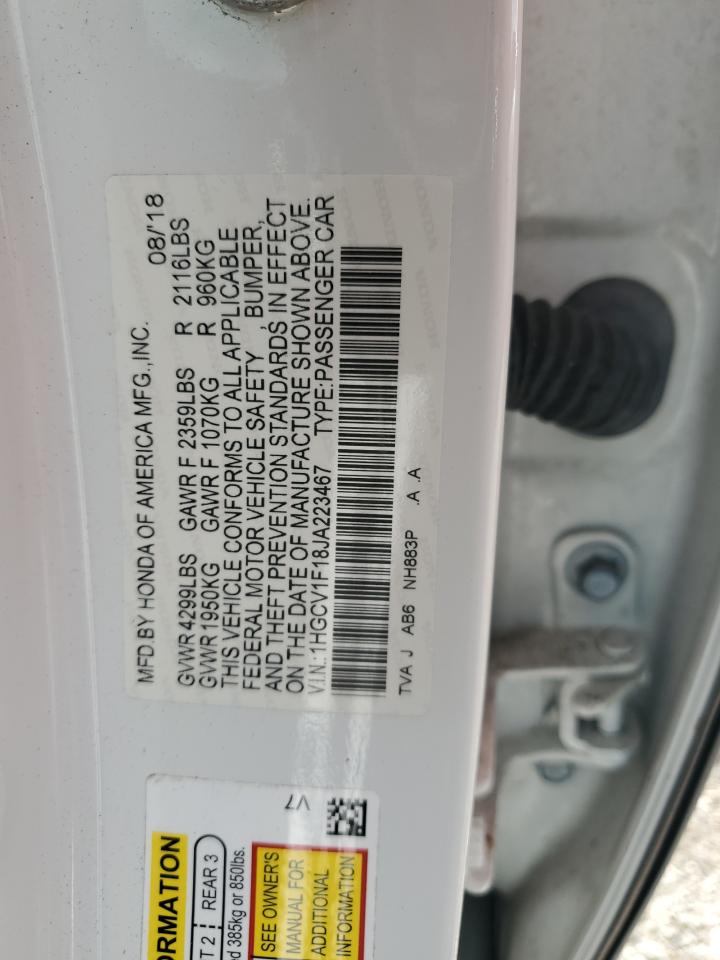 MFD.BY HONDA OF AMERICA MFG.,INC. 08/'18
GVWR 4299LBS GAWR F 2359LBS R 2116LBS
GVWR 1950KG GAWR F 1070KG R 960KG
THIS VEHICLE CONFORMS TO ALL APPLICABLE
FEDERAL MOTOR VEHICLE SAFETY , BUMPER,
AND THEFT PREVENTION STANDARDS IN EFFECT
ON THE DATE OF MANUFACTURE SHOWN ABOVE.
V.I.N.:1HGCV1F18JA223467 TYPE:PASSENGER CAR
TVA J AB6 NH883P .A .A
ORMATION
T 2 REAR 3
ed 385kg or 850lbs.
SEE OWNER'S
MANUAL FOR
ADDITIONAL
INFORMATION
V7